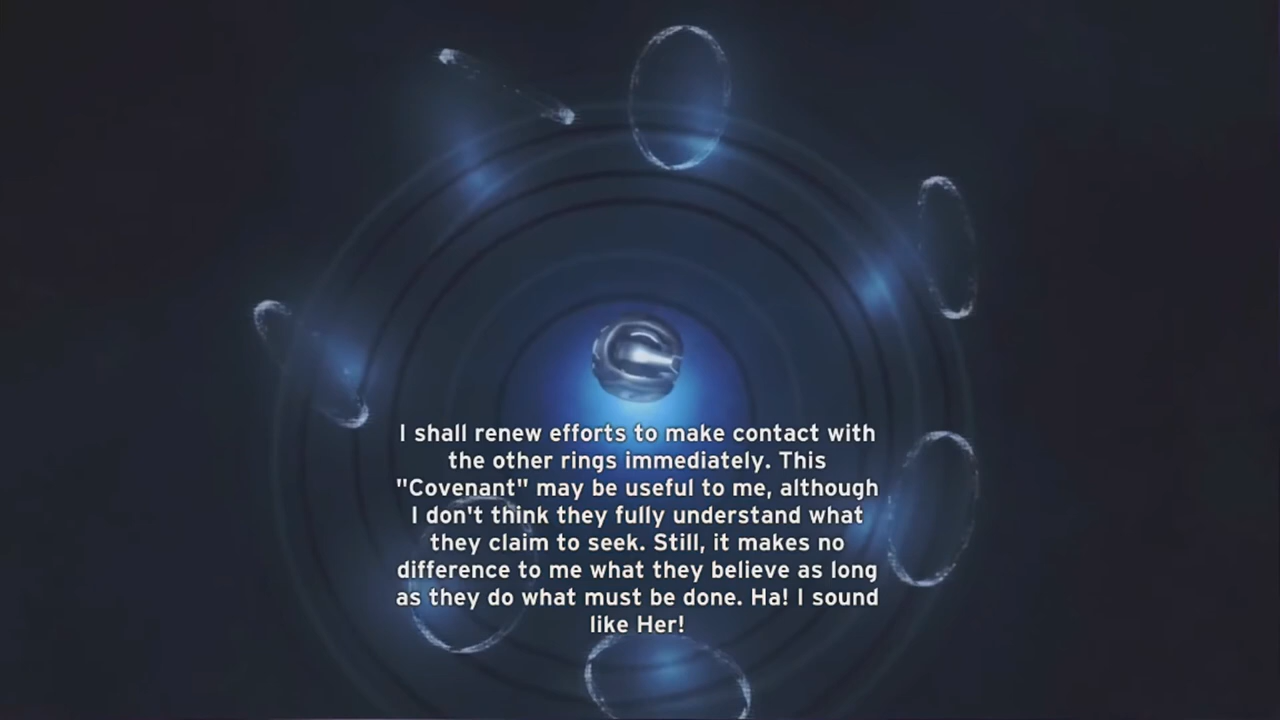 I shall renew efforts to make contact with
the other rings immediately. This
"Covenant" may be useful to me, although
I don't think they fully understand what
they claim to seek. Still, it makes no
difference to me what they believe as long
as they do what must be done. Ha! I sound
like Her!